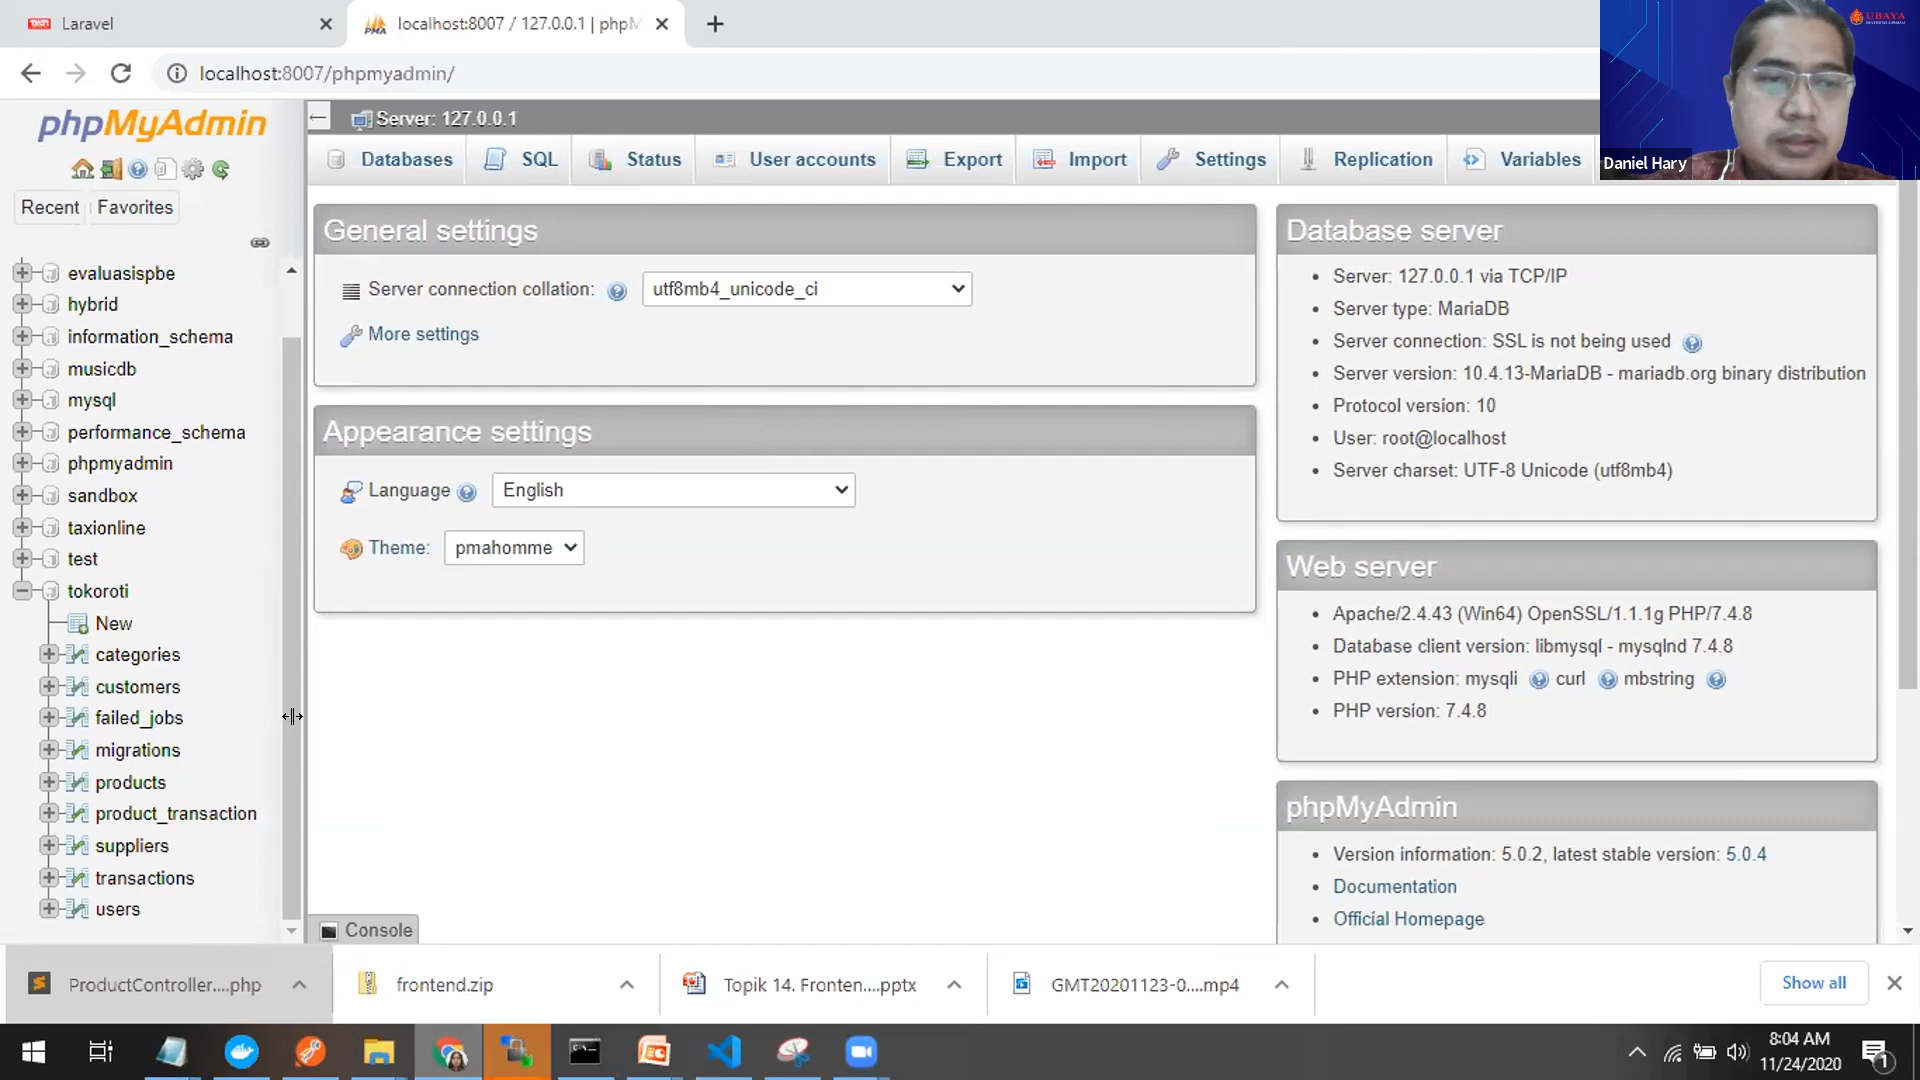 Laravel
PMA
localhost:8007 / 127.0.0.1 | phpM
localhost:8007/phpmyadmin/
UBAYA
Daniel Hary
phpMyAdmin
Recent
Favorites
evaluasispbe
hybrid
information_schema
musicdb
mysql
performance_schema
phpmyadmin
sandbox
taxionline
test
tokoroti
New
categories
customers
failed_jobs
migrations
products
product_transaction
suppliers
transactions
users
Server: 127.0.0.1
Databases
SQL
Status
User accounts
Export
Import
Settings
Replication
Variables
General settings
Server connection collation:
utf8mb4_unicode_ci
More settings
Appearance settings
Language
English
Theme:
pmahomme
Console
Database server
Server: 127.0.0.1 via TCP/IP
Server type: MariaDB
Server connection: SSL is not being used
Server version: 10.4.13-MariaDB - mariadb.org binary distribution
Protocol version: 10
User: root@localhost
Server charset: UTF-8 Unicode (utf8mb4)
Web server
Apache/2.4.43 (Win64) OpenSSL/1.1.1g PHP/7.4.8
Database client version: libmysql - mysqlnd 7.4.8
PHP extension: mysqli curl mbstring
PHP version: 7.4.8
phpMyAdmin
Version information: 5.0.2, latest stable version: 5.0.4
Documentation
Official Homepage
ProductController....php
frontend.zip
Topik 14. Fronten....pptx
GMT20201123-0....mp4
Show all
8:04 AM
11/24/2020
1